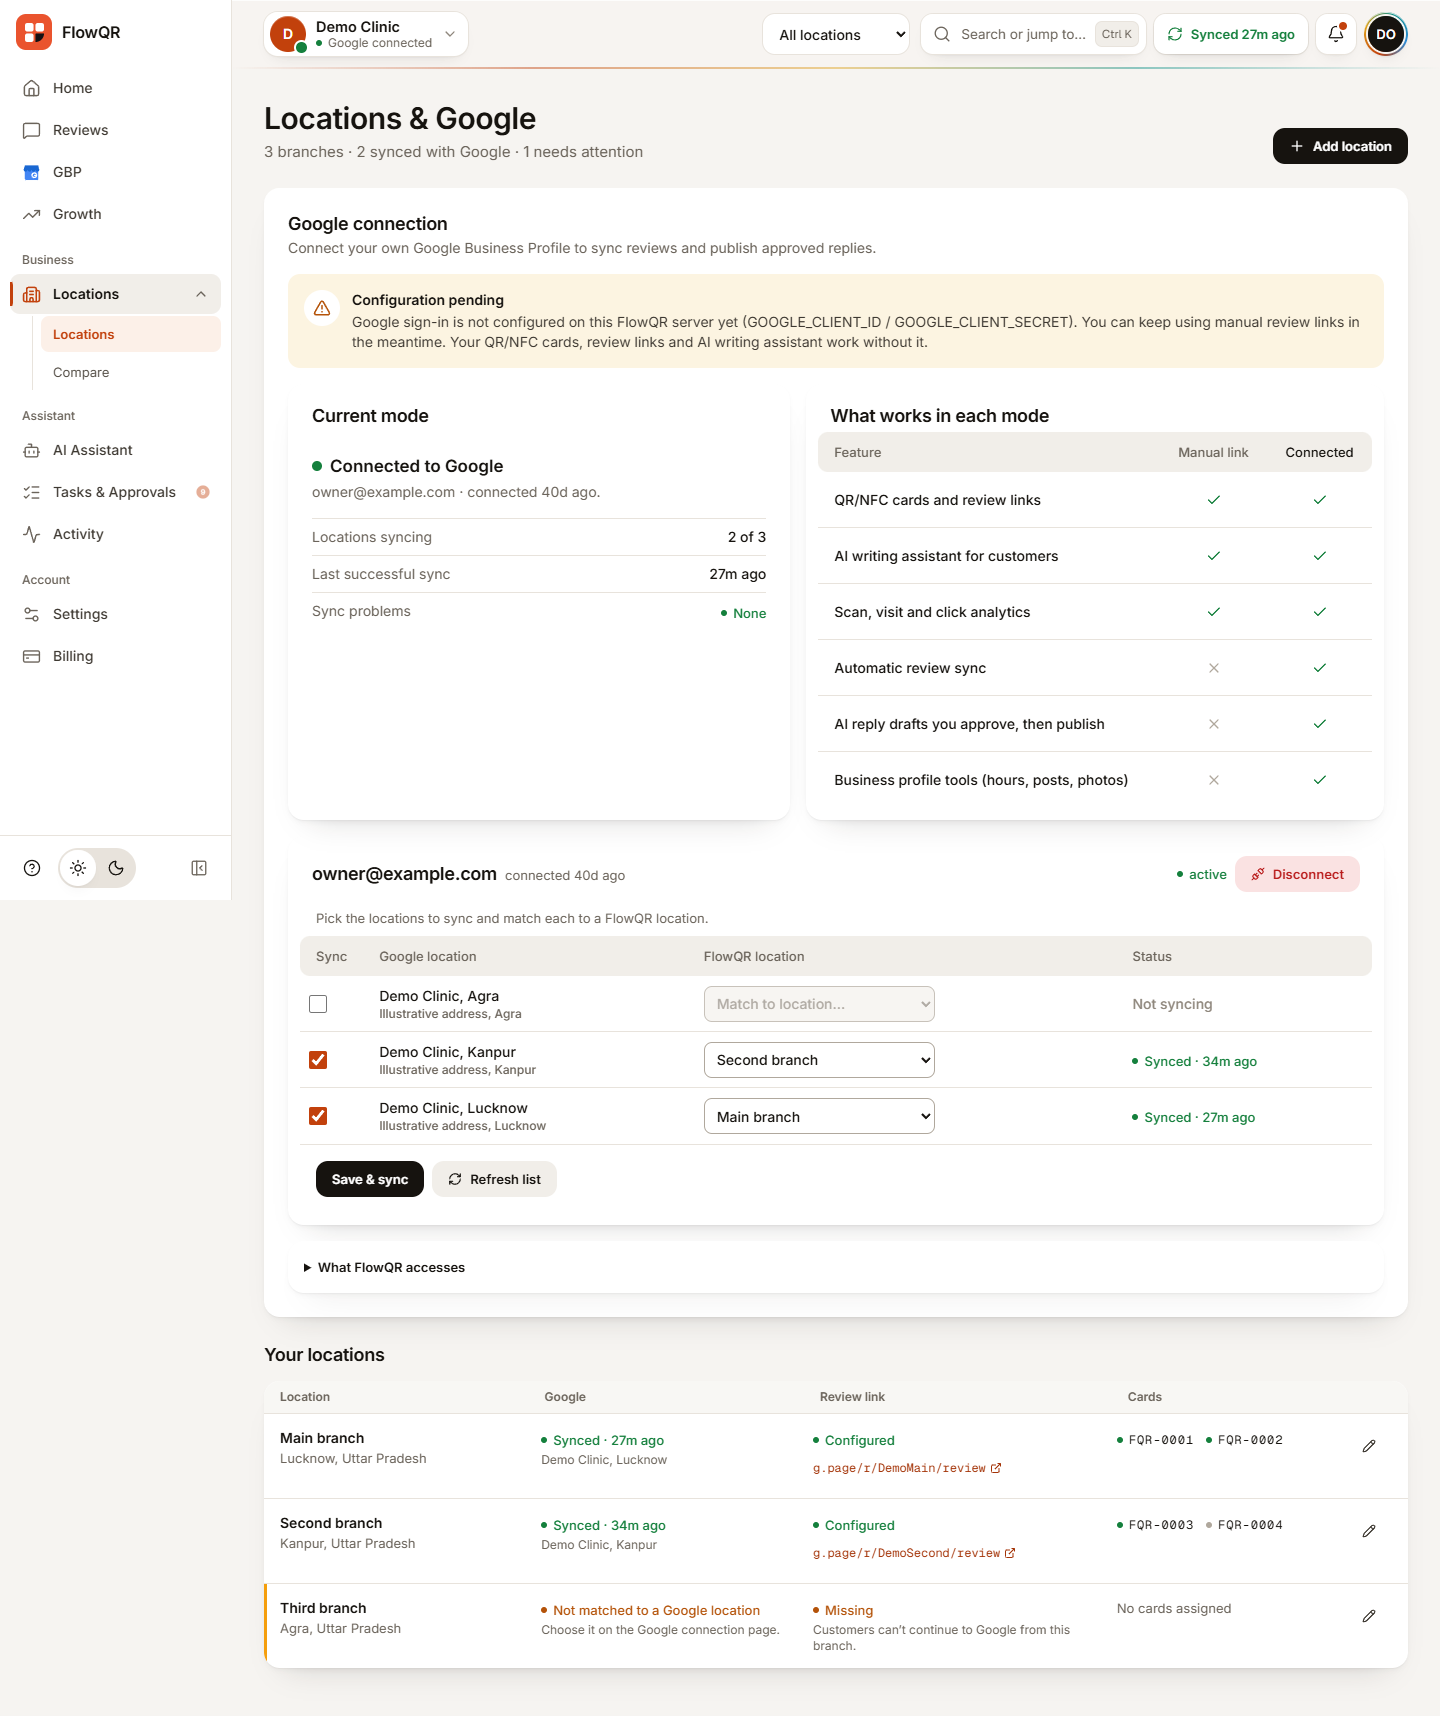 FlowQR
Home
Reviews
GBP
Growth
Business
Locations
Locations
Compare
Assistant
AI Assistant
Tasks & Approvals
Activity
Account
Settings
Billing
D
Demo Clinic
Google connected
All locations
Search or jump to...
Ctrl K
Synced 27m ago
DO
Locations & Google
3 branches · 2 synced with Google · 1 needs attention
Add location
Google connection
Connect your own Google Business Profile to sync reviews and publish approved replies.
Configuration pending
Google sign-in is not configured on this FlowQR server yet (GOOGLE_CLIENT_ID / GOOGLE_CLIENT_SECRET). You can keep using manual review links in
the meantime. Your QR/NFC cards, review links and AI writing assistant work without it.
Current mode
Connected to Google
owner@example.com · connected 40d ago.
Locations syncing 2 of 3
Last successful sync 27m ago
Sync problems None
What works in each mode
Feature Manual link Connected
QR/NFC cards and review links
AI writing assistant for customers
Scan, visit and click analytics
Automatic review sync
AI reply drafts you approve, then publish
Business profile tools (hours, posts, photos)
owner@example.com connected 40d ago
active
Disconnect
Pick the locations to sync and match each to a FlowQR location.
Sync Google location FlowQR location Status
Demo Clinic, Agra
Illustrative address, Agra
Match to location...
Not syncing
Demo Clinic, Kanpur
Illustrative address, Kanpur
Second branch
Synced · 34m ago
Demo Clinic, Lucknow
Illustrative address, Lucknow
Main branch
Synced · 27m ago
Save & sync
Refresh list
What FlowQR accesses
Your locations
Location Google Review link Cards
Main branch
Lucknow, Uttar Pradesh
Synced · 27m ago
Demo Clinic, Lucknow
Configured
g.page/r/DemoMain/review
FQR-0001 FQR-0002
Second branch
Kanpur, Uttar Pradesh
Synced · 34m ago
Demo Clinic, Kanpur
Configured
g.page/r/DemoSecond/review
FQR-0003 FQR-0004
Third branch
Agra, Uttar Pradesh
Not matched to a Google location
Choose it on the Google connection page.
Missing
Customers can't continue to Google from this
branch.
No cards assigned